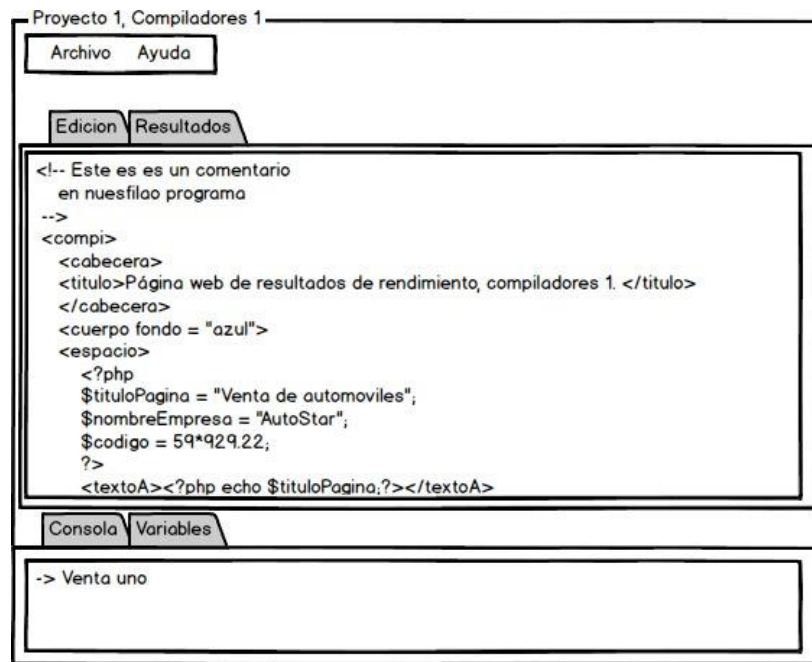 Proyecto 1, Compiladores 1
Archivo Ayuda
Edicion Resultados
<!-- Este es es un comentario
en nuesfilao programa
-->
<compi>
<cabecera>
<titulo>Página web de resultados de rendimiento, compiladores 1. </titulo>
</cabecera>
<cuerpo fondo = "azul">
<espacio>
<?php
$tituloPagina = "Venta de automoviles";
$nombreEmpresa = "AutoStar";
$codigo = 59*929.22;
?>
<textoA><?php echo $tituloPagina;?></textoA>
Consola Variables
-> Venta uno